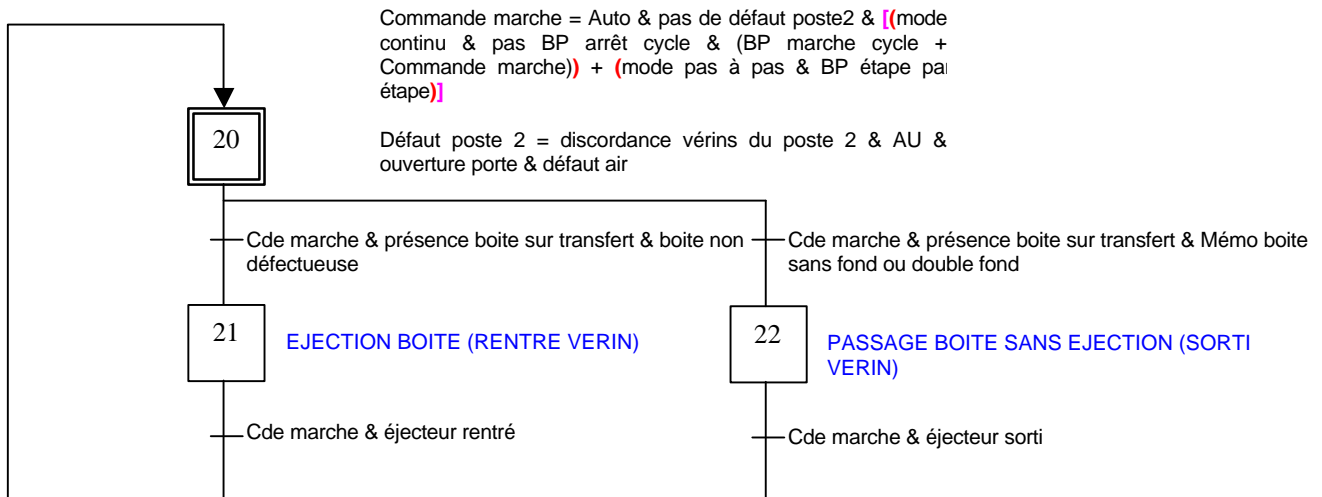 Commande marche = Auto & pas de défaut poste2 & [(mode
continu & pas BP arrêt cycle & (BP marche cycle +
Commande marche)) + (mode pas à pas & BP étape par
étape)]
20
Défaut poste 2 = discordance vérins du poste 2 & AU &
ouverture porte & défaut air
Cde marche & présence boite sur transfert & boite non
défectueuse
Cde marche & présence boite sur transfert & Mémo boite
sans fond ou double fond
21
EJECTION BOITE (RENTRE VERIN)
22
PASSAGE BOITE SANS EJECTION (SORTI
VERIN)
Cde marche & éjecteur rentré
Cde marche & éjecteur sorti